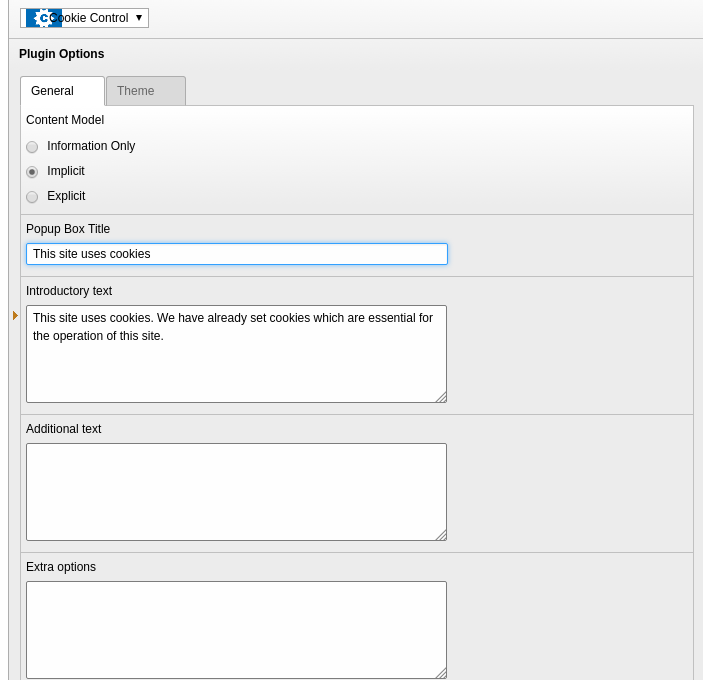 Cookie Control ▼
Plugin Options
General Theme
Content Model
Information Only
Implicit
Explicit
Popup Box Title
This site uses cookies
Introductory text
This site uses cookies. We have already set cookies which are essential for
the operation of this site.
Additional text
Extra options